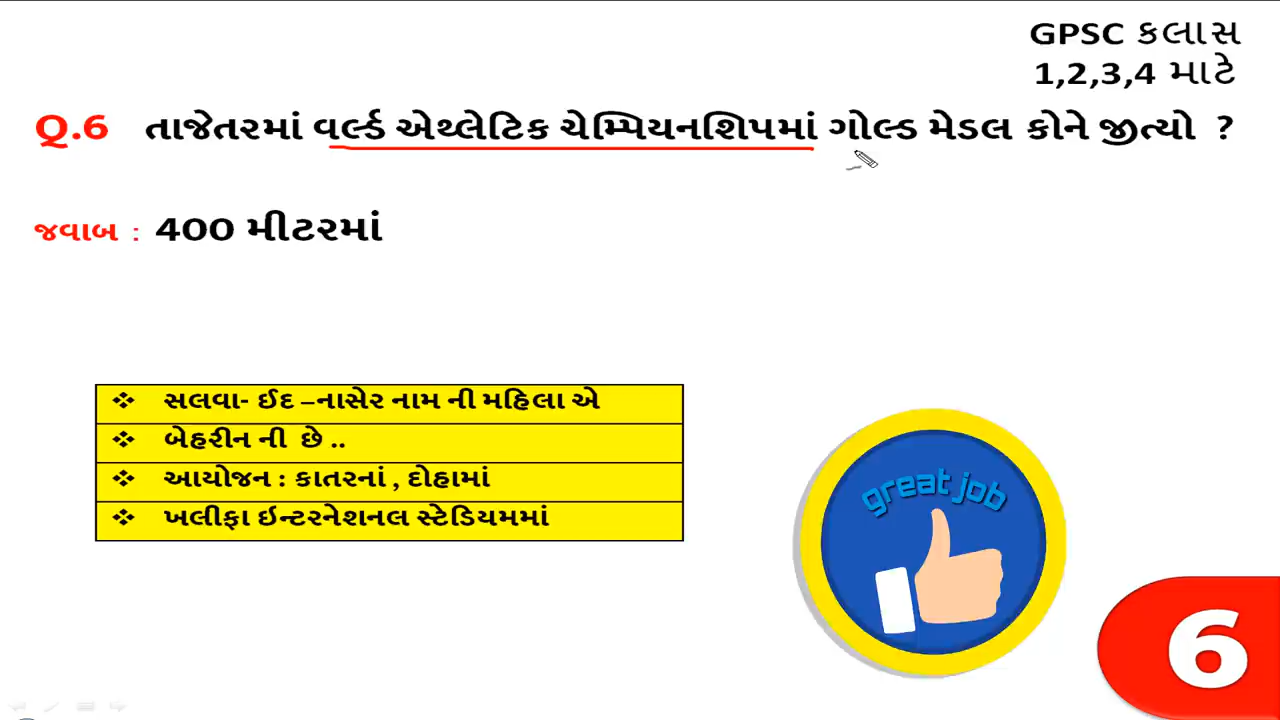 GPSC કલાસ
1,2,3,4 માટે
Q.6 તાજેતરમાં વર્લ્ડ એથ્લેટિક ચેમ્પિયનશિપમાં ગોલ્ડ મેડલ કોને જીત્યો ?
જવાબ : 400 મીટરમાં
❖ સલવા- ઈદ –નાસેર નામ ની મહિલા એ
❖ બેહરીન ની છે ..
❖ આયોજન : કાતરનાં , દોહામાં
❖ ખલીફા ઇન્ટરનેશનલ સ્ટેડિયમમાં
great job
6